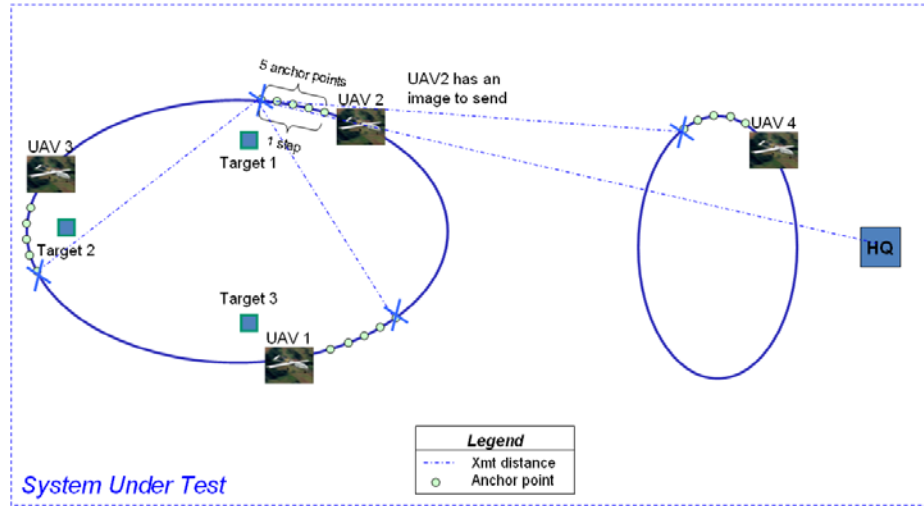 5 anchor points
UAV2 has an
image to send
UAV 2
1 step
UAV 3
Target 1
UAV 4
Target 2
HQ
Target 3
UAV 1
Legend
Xmt distance
Anchor point
System Under Test